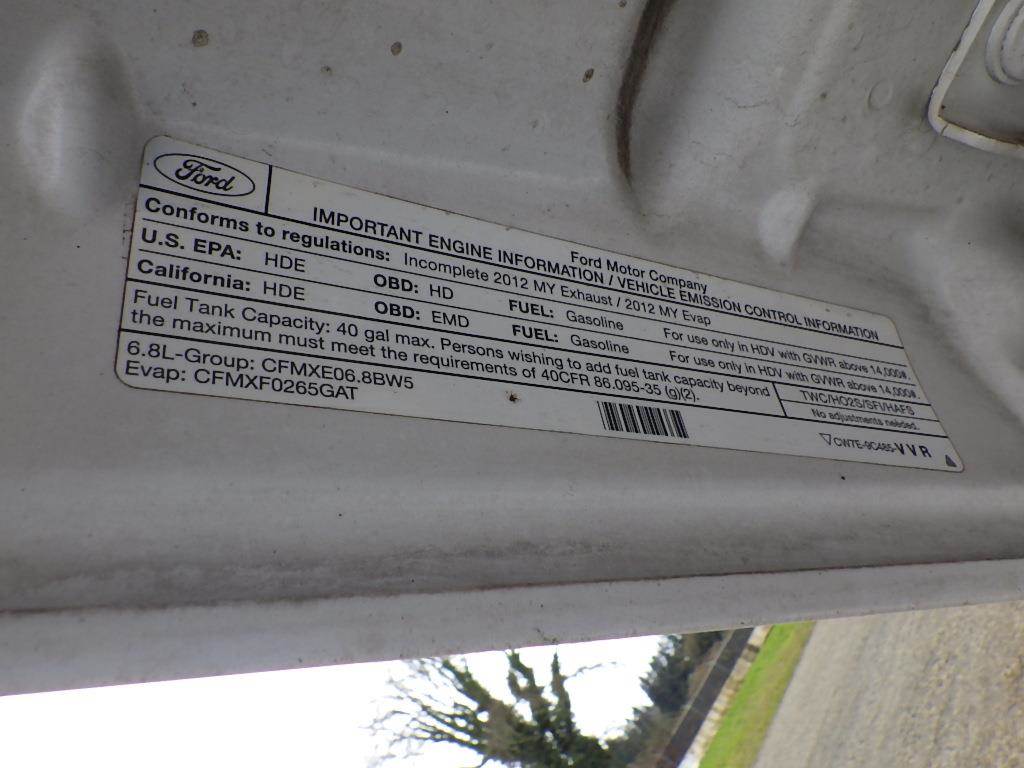 Ford
Ford Motor Company
IMPORTANT ENGINE INFORMATION / VEHICLE EMISSION CONTROL INFORMATION
Conforms to regulations: Incomplete 2012 MY Exhaust / 2012 MY Evap
U.S. EPA: HDE OBD: HD FUEL: Gasoline For use only in HDV with GVWR above 14,000#.
California: HDE OBD: EMD FUEL: Gasoline For use only in HDV with GVWR above 14,000#.
Fuel Tank Capacity: 40 gal max. Persons wishing to add fuel tank capacity beyond
the maximum must meet the requirements of 40CFR 86.095-35 (g)(2).
TWC/HO2S/SFI/HAFS
No adjustments needed.
6.8L-Group: CFMXE06.8BW5
Evap: CFMXF0265GAT
CW7E-9C485-VVR